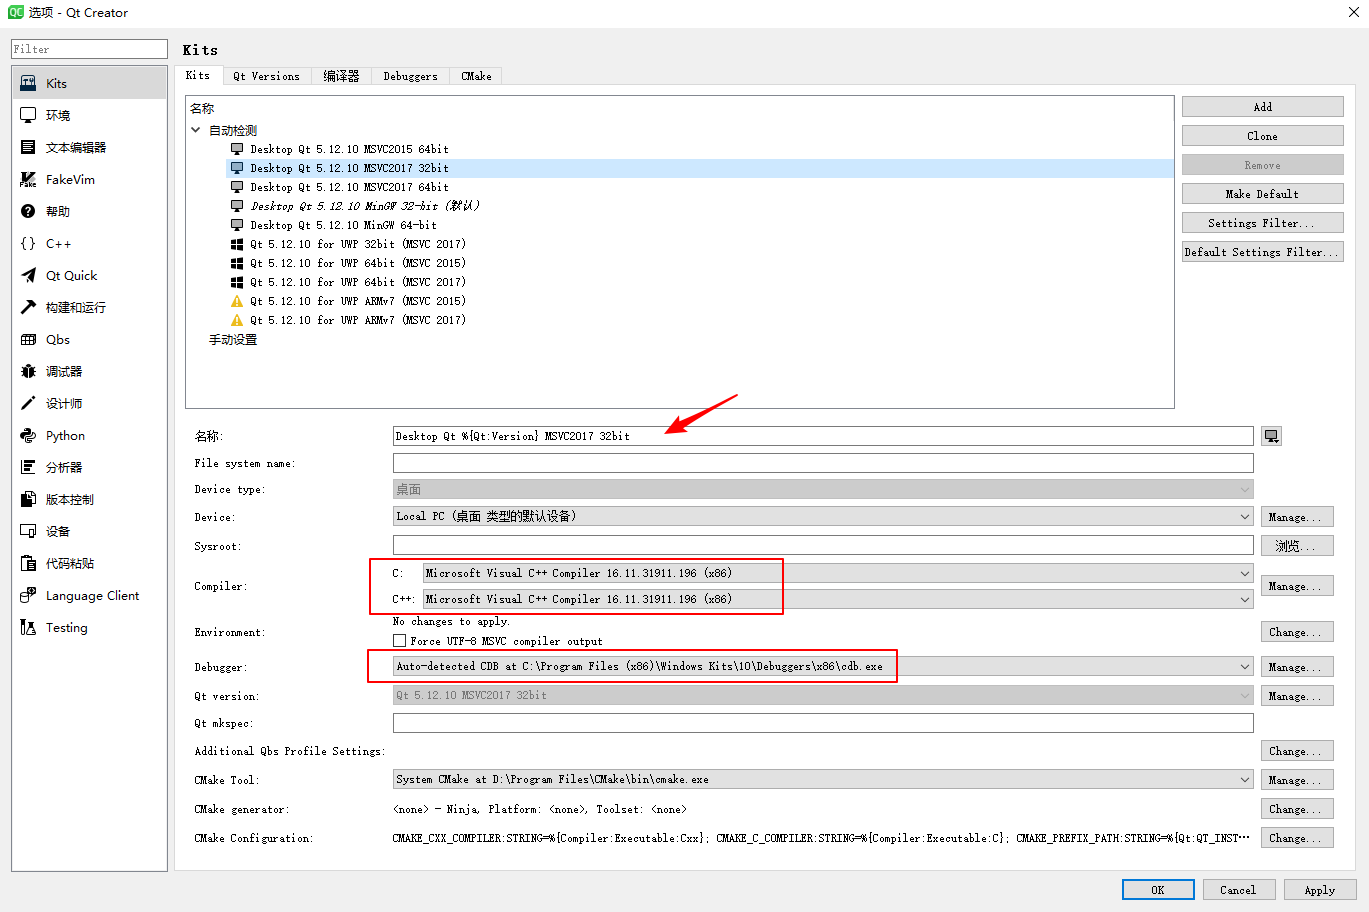 选项 - Qt Creator
Filter
Kits
Kits
环境
文本编辑器
FakeVim
帮助
C++
Qt Quick
构建和运行
Qbs
调试器
设计师
Python
分析器
版本控制
设备
代码粘贴
Language Client
Testing
Kits Qt Versions 编译器 Debuggers CMake
名称
自动检测
Desktop Qt 5.12.10 MSVC2015 64bit
Desktop Qt 5.12.10 MSVC2017 32bit
Desktop Qt 5.12.10 MSVC2017 64bit
Desktop Qt 5.12.10 MinGW 32-bit (默认)
Desktop Qt 5.12.10 MinGW 64-bit
Qt 5.12.10 for UWP 32bit (MSVC 2017)
Qt 5.12.10 for UWP 64bit (MSVC 2015)
Qt 5.12.10 for UWP 64bit (MSVC 2017)
Qt 5.12.10 for UWP ARMv7 (MSVC 2015)
Qt 5.12.10 for UWP ARMv7 (MSVC 2017)
手动设置
Add
Clone
Remove
Make Default
Settings Filter...
Default Settings Filter...
名称: Desktop Qt %{Qt:Version} MSVC2017 32bit
File system name:
Device type: 桌面
Device: Local PC (桌面 类型的默认设备) Manage...
Sysroot: 浏览...
Compiler: Manage...
C: Microsoft Visual C++ Compiler 16.11.31911.196 (x86)
C++: Microsoft Visual C++ Compiler 16.11.31911.196 (x86)
Environment: Change...
No changes to apply.
Force UTF-8 MSVC compiler output
Debugger: Auto-detected CDB at C:\Program Files (x86)\Windows Kits\10\Debuggers\x86\cdb.exe Manage...
Qt version: Qt 5.12.10 MSVC2017 32bit Manage...
Qt mkspec:
Additional Qbs Profile Settings: Change...
CMake Tool: System CMake at D:\Program Files\CMake\bin\cmake.exe Manage...
CMake generator: <none> - Ninja, Platform: <none>, Toolset: <none> Change...
CMake Configuration: CMAKE_CXX_COMPILER:STRING=%{Compiler:Executable:Cxx}; CMAKE_C_COMPILER:STRING=%{Compiler:Executable:C}; CMAKE_PREFIX_PATH:STRING=%{Qt:QT_INST… Change...
OK Cancel Apply